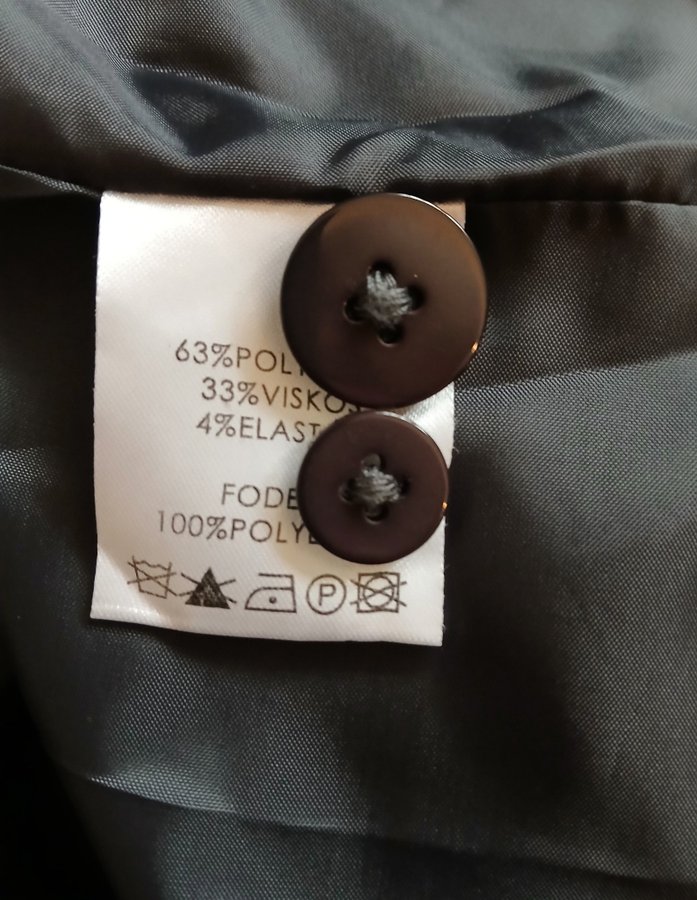 63%POLY
33%VISKOS
4%ELAST
FODE
100%POLYE
P